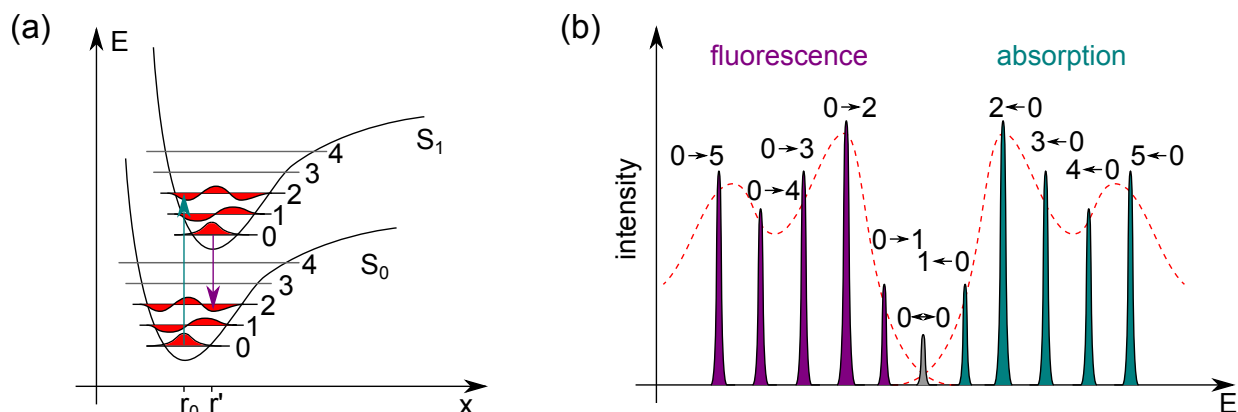 (a)
E
S₁
4
3
2
1
0
S₀
4
3
2
1
0
r₀ r' x
(b)
fluorescence absorption
intensity
0→5
0→4
0→3
0→2
0→1
0↔0
1←0
2←0
3←0
4←0
5←0
E